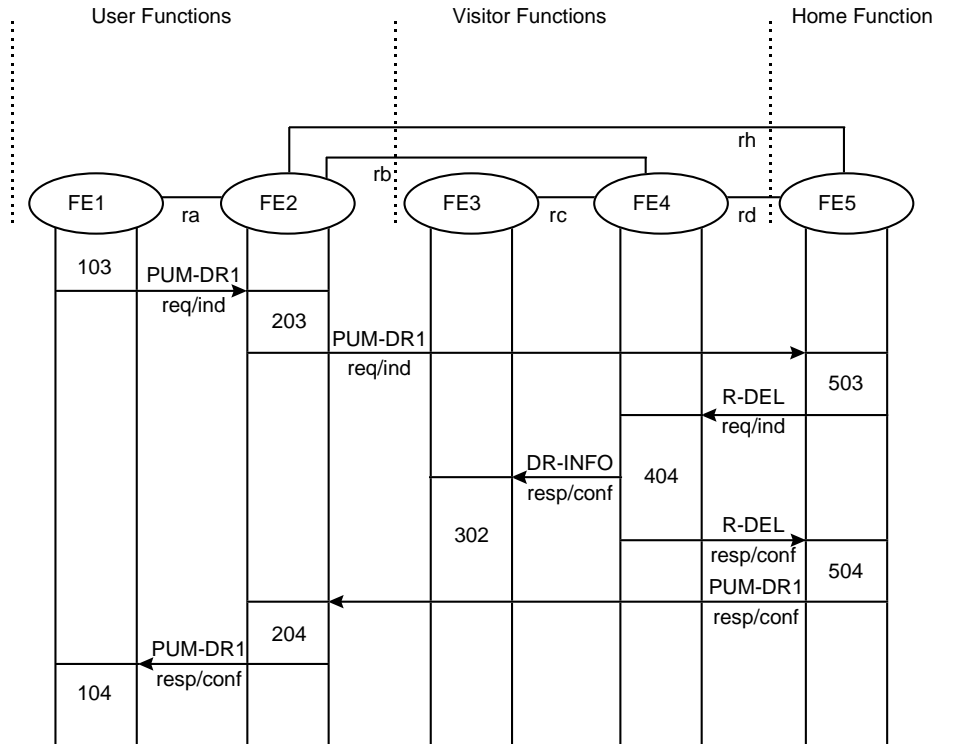 User Functions
Visitor Functions
Home Function
rh
rb
FE1
ra
FE2
FE3
rc
FE4
rd
FE5
103
PUM-DR1
req/ind
203
PUM-DR1
req/ind
503
R-DEL
req/ind
DR-INFO
resp/conf
404
302
R-DEL
resp/conf
504
PUM-DR1
resp/conf
204
PUM-DR1
resp/conf
104